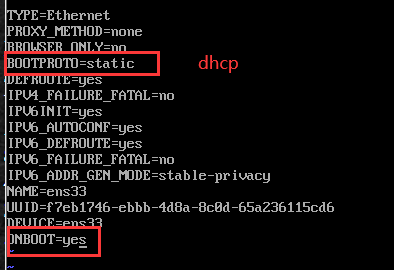 TYPE=Ethernet
PROXY_METHOD=none
BROWSER_ONLY=no
BOOTPROTO=static dhcp
DEFROUTE=yes
IPV4_FAILURE_FATAL=no
IPV6INIT=yes
IPV6_AUTOCONF=yes
IPV6_DEFROUTE=yes
IPV6_FAILURE_FATAL=no
IPV6_ADDR_GEN_MODE=stable-privacy
NAME=ens33
UUID=f7eb1746-ebbb-4d8a-8c0d-65a236115cd6
DEVICE=ens33
ONBOOT=yes
~
~